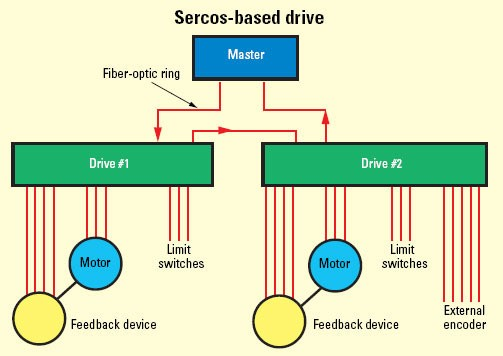 Sercos-based drive
Master
Fiber-optic ring
Drive #1
Drive #2
Motor
Limit
switches
Motor
Limit
switches
Feedback device
Feedback device
External
encoder